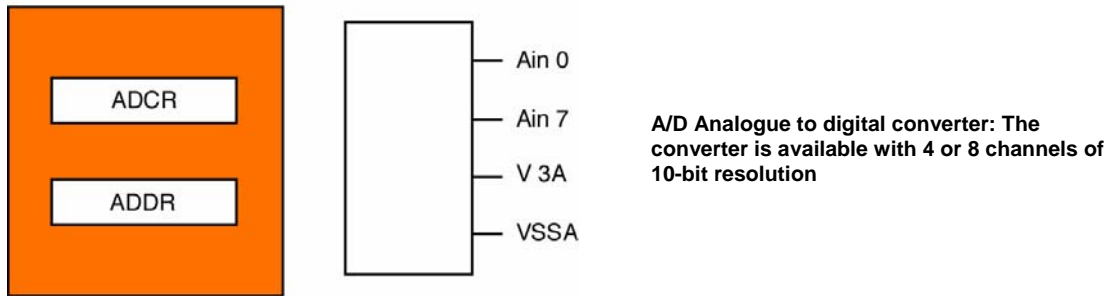 ADCR
ADDR
Ain 0
Ain 7
V 3A
VSSA
A/D Analogue to digital converter: The
converter is available with 4 or 8 channels of
10-bit resolution